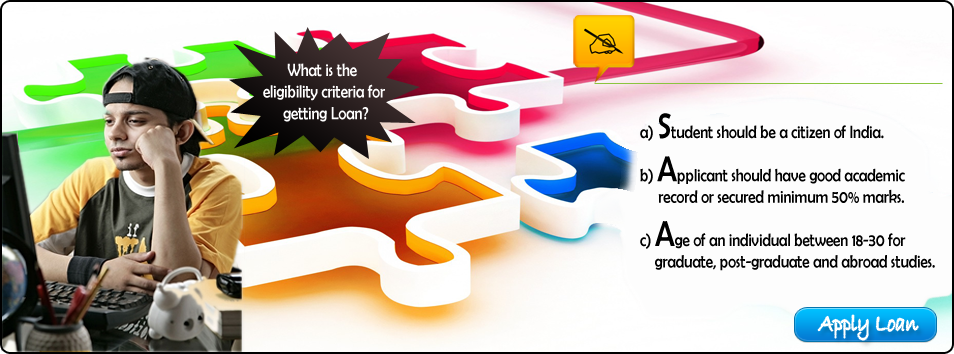 What is the
eligibility criteria for
getting Loan?
a) Student should be a citizen of India.
b) Applicant should have good academic
record or secured minimum 50% marks.
c) Age of an individual between 18-30 for
graduate, post-graduate and abroad studies.
Apply Loan